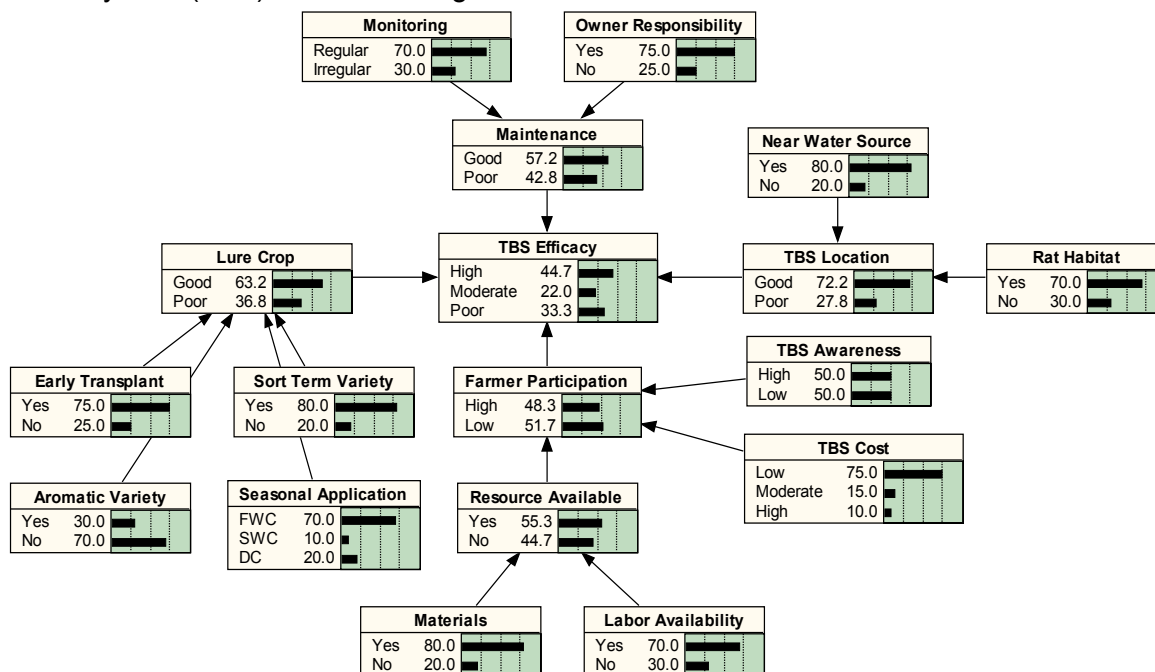 Monitoring
Regular 70.0
Irregular 30.0
Owner Responsibility
Yes 75.0
No 25.0
Maintenance
Good 57.2
Poor 42.8
Near Water Source
Yes 80.0
No 20.0
Lure Crop
Good 63.2
Poor 36.8
TBS Efficacy
High 44.7
Moderate 22.0
Poor 33.3
TBS Location
Good 72.2
Poor 27.8
Rat Habitat
Yes 70.0
No 30.0
TBS Awareness
High 50.0
Low 50.0
Early Transplant
Yes 75.0
No 25.0
Sort Term Variety
Yes 80.0
No 20.0
Farmer Participation
High 48.3
Low 51.7
TBS Cost
Low 75.0
Moderate 15.0
High 10.0
Aromatic Variety
Yes 30.0
No 70.0
Seasonal Application
FWC 70.0
SWC 10.0
DC 20.0
Resource Available
Yes 55.3
No 44.7
Materials
Yes 80.0
No 20.0
Labor Availability
Yes 70.0
No 30.0